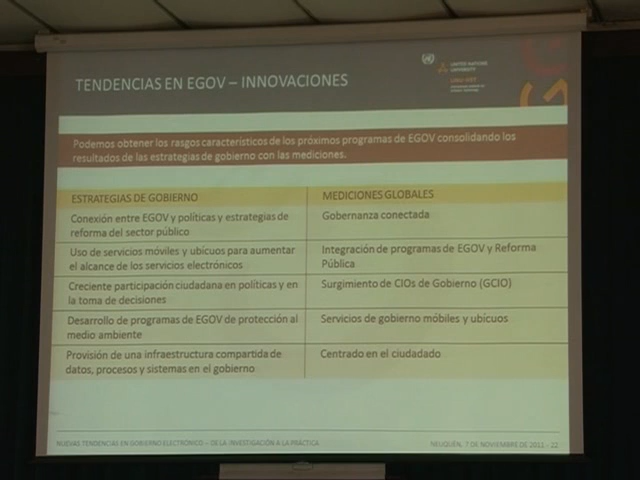 TENDENCIAS EN EGOV – INNOVACIONES
UNITED NATIONS
UNIVERSITY
Podemos obtener los rasgos característicos de los próximos programas de EGOV consolidando los
resultados de las estrategias de gobierno con las mediciones.
ESTRATEGIAS DE GOBIERNO
MEDICIONES GLOBALES
Conexión entre EGOV y políticas y estrategias de
reforma del sector público
Gobernanza conectada
Uso de servicios móviles y ubícuos para aumentar
el alcance de los servicios electrónicos
Integración de programas de EGOV y Reforma
Pública
Creciente participación ciudadana en políticas y en
la toma de decisiones
Surgimiento de CIOs de Gobierno (GCIO)
Desarrollo de programas de EGOV de protección al
medio ambiente
Servicios de gobierno móbiles y ubícuos
Provisión de una infraestructura compartida de
datos, procesos y sistemas en el gobierno
Centrado en el ciudadado
NUEVAS TENDENCIAS EN GOBIERNO ELECTRÓNICO – DE LA INVESTIGACIÓN A LA PRÁCTICA
NEUQUÉN, 7 DE NOVIEMBRE DE 2011 - 22